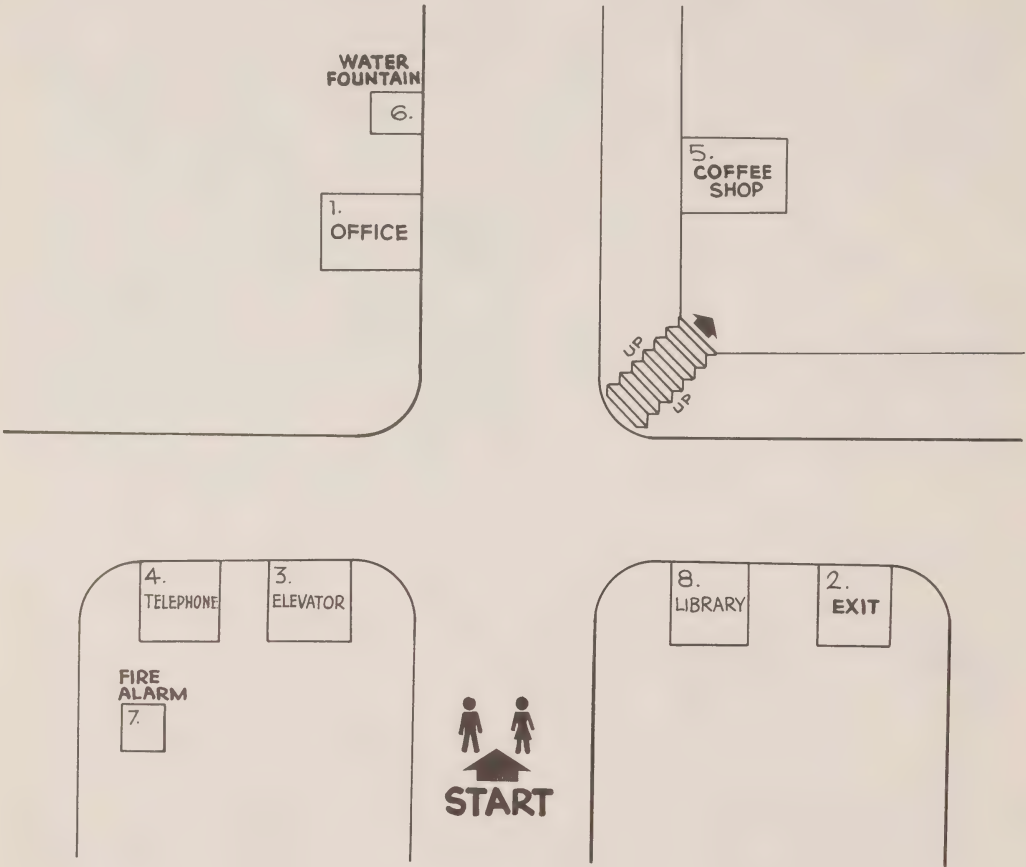 WATER
FOUNTAIN
6.
5.
COFFEE
SHOP
1.
OFFICE
UP
UP
4.
TELEPHONE
3.
ELEVATOR
8.
LIBRARY
2.
EXIT
FIRE
ALARM
7.
START